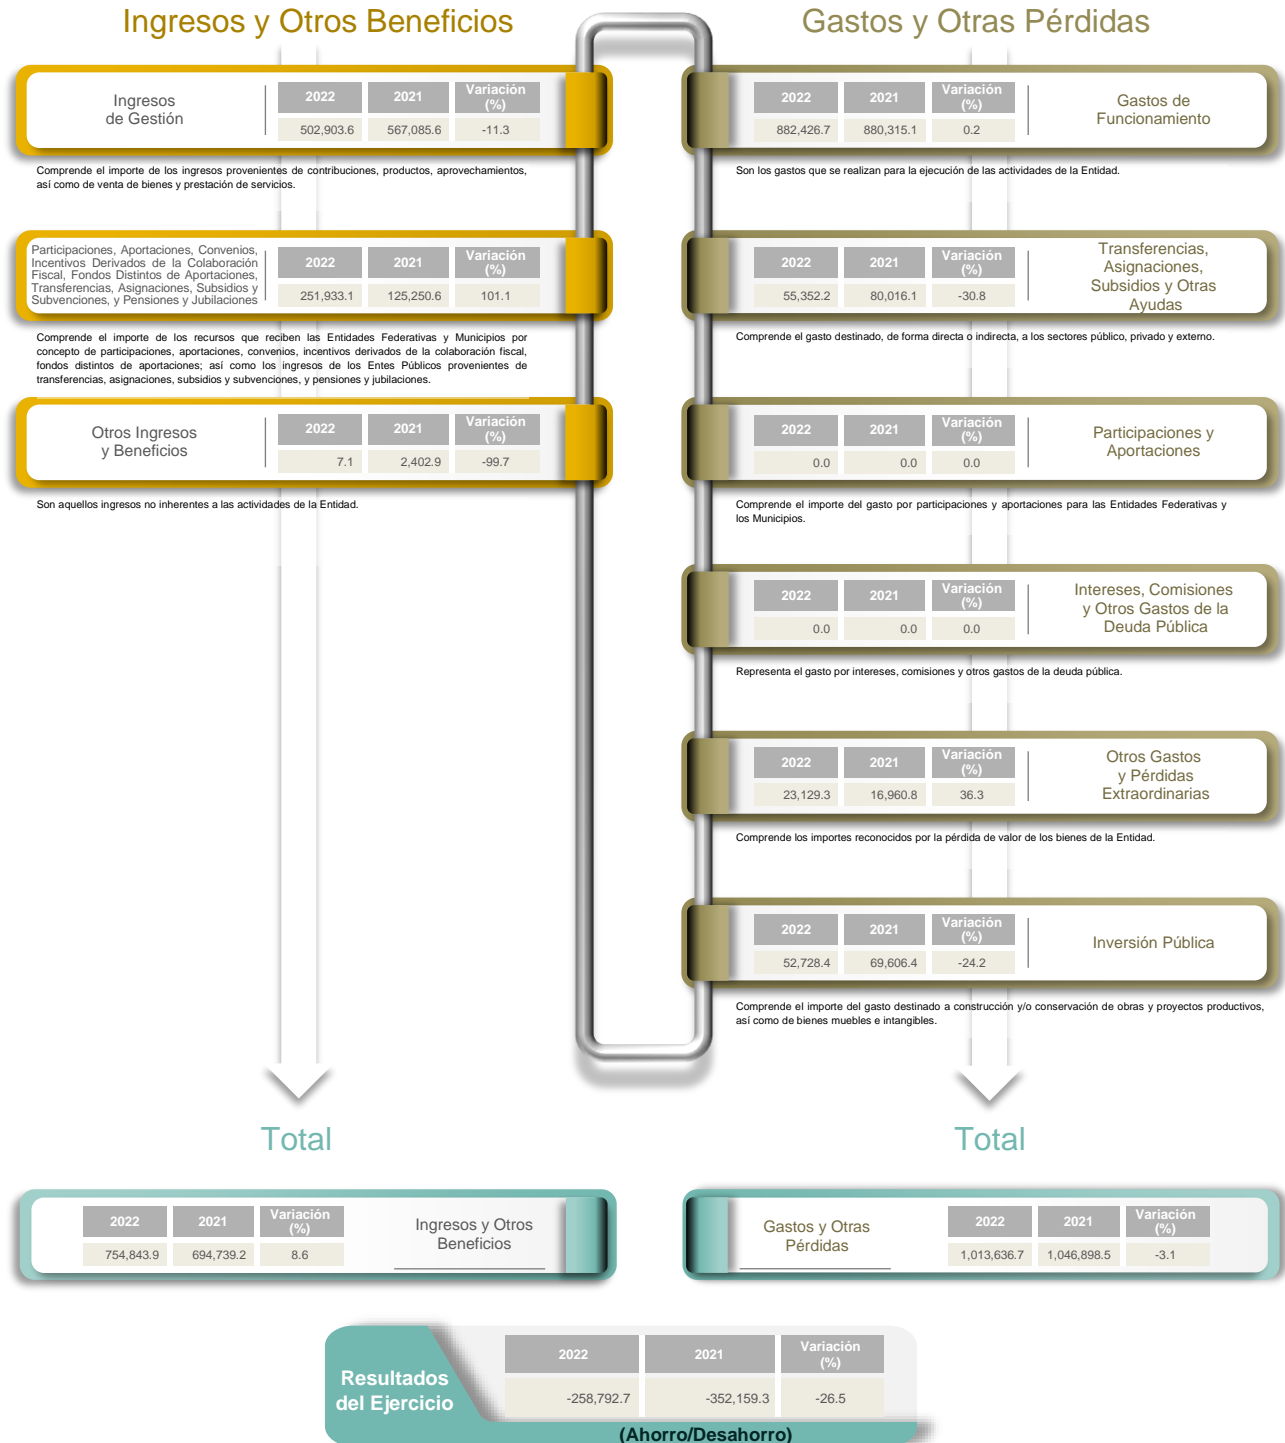 Ingresos y Otros Beneficios
Ingresos
de Gestión
2022 2021 Variación (%)
502,903.6 567,085.6 -11.3
Comprende el importe de los ingresos provenientes de contribuciones, productos, aprovechamientos,
así como de venta de bienes y prestación de servicios.
Participaciones, Aportaciones, Convenios,
Incentivos Derivados de la Colaboración
Fiscal, Fondos Distintos de Aportaciones,
Transferencias, Asignaciones, Subsidios y
Subvenciones, y Pensiones y Jubilaciones
2022 2021 Variación (%)
251,933.1 125,250.6 101.1
Comprende el importe de los recursos que reciben las Entidades Federativas y Municipios por
concepto de participaciones, aportaciones, convenios, incentivos derivados de la colaboración fiscal,
fondos distintos de aportaciones; así como los ingresos de los Entes Públicos provenientes de
transferencias, asignaciones, subsidios y subvenciones, y pensiones y jubilaciones.
Otros Ingresos
y Beneficios
2022 2021 Variación (%)
7.1 2,402.9 -99.7
Son aquellos ingresos no inherentes a las actividades de la Entidad.
Gastos y Otras Pérdidas
2022 2021 Variación (%)
882,426.7 880,315.1 0.2
Gastos de
Funcionamiento
Son los gastos que se realizan para la ejecución de las actividades de la Entidad.
2022 2021 Variación (%)
55,352.2 80,016.1 -30.8
Transferencias,
Asignaciones,
Subsidios y Otras
Ayudas
Comprende el gasto destinado, de forma directa o indirecta, a los sectores público, privado y externo.
2022 2021 Variación (%)
0.0 0.0 0.0
Participaciones y
Aportaciones
Comprende el importe del gasto por participaciones y aportaciones para las Entidades Federativas y
los Municipios.
2022 2021 Variación (%)
0.0 0.0 0.0
Intereses, Comisiones
y Otros Gastos de la
Deuda Pública
Representa el gasto por intereses, comisiones y otros gastos de la deuda pública.
2022 2021 Variación (%)
23,129.3 16,960.8 36.3
Otros Gastos
y Pérdidas
Extraordinarias
Comprende los importes reconocidos por la pérdida de valor de los bienes de la Entidad.
2022 2021 Variación (%)
52,728.4 69,606.4 -24.2
Inversión Pública
Comprende el importe del gasto destinado a construcción y/o conservación de obras y proyectos productivos,
así como de bienes muebles e intangibles.
Total
2022 2021 Variación (%)
754,843.9 694,739.2 8.6
Ingresos y Otros
Beneficios
Total
Gastos y Otras
Pérdidas
2022 2021 Variación (%)
1,013,636.7 1,046,898.5 -3.1
Resultados
del Ejercicio
2022 2021 Variación (%)
-258,792.7 -352,159.3 -26.5
(Ahorro/Desahorro)